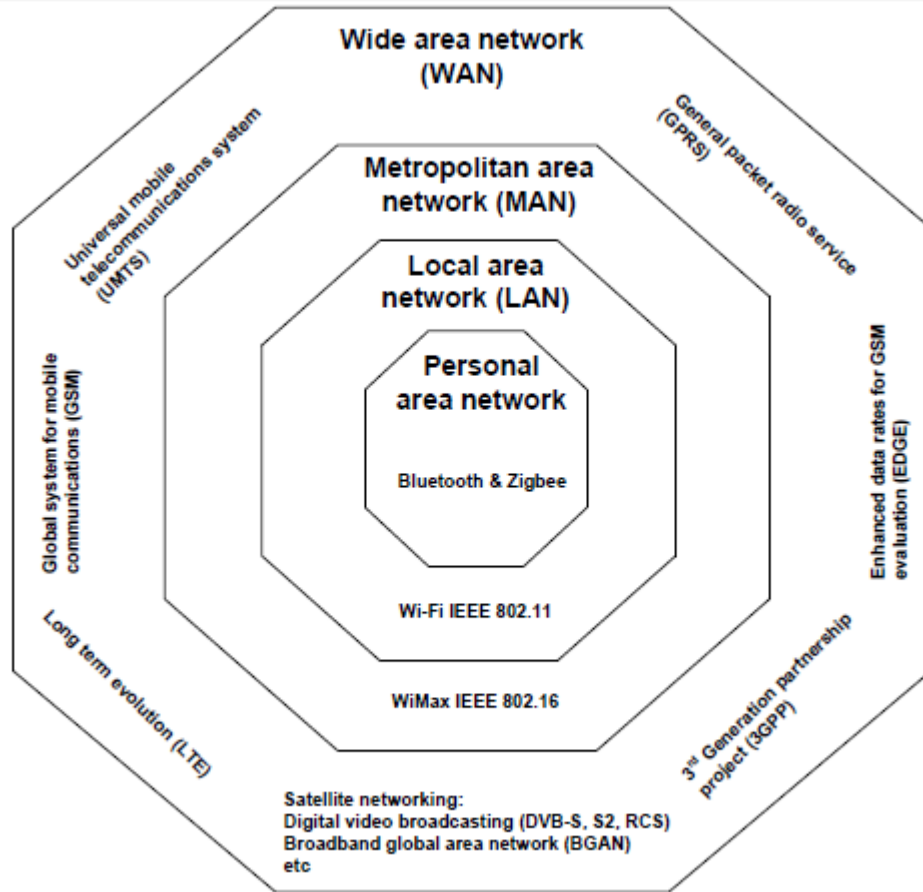 Wide area network
(WAN)
General packet radio service
(GPRS)
Universal mobile
telecommunications system
(UMTS)
Metropolitan area
network (MAN)
Local area
network (LAN)
Personal
area network
Bluetooth & Zigbee
Global system for mobile
communications (GSM)
Enhanced data rates for GSM
evaluation (EDGE)
Wi-Fi IEEE 802.11
WiMax IEEE 802.16
Long term evolution (LTE)
3rd Generation partnership
project (3GPP)
Satellite networking:
Digital video broadcasting (DVB-S, S2, RCS)
Broadband global area network (BGAN)
etc